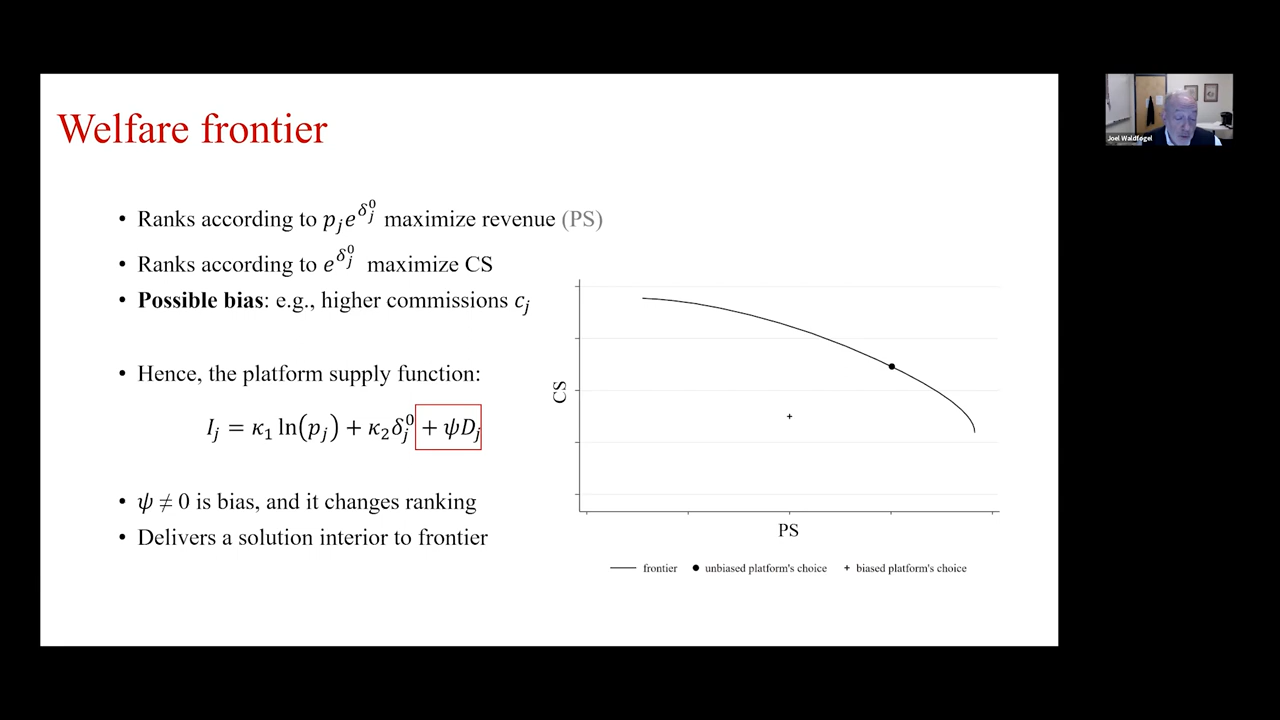 Welfare frontier
• Ranks according to p_j e^{δ_j^0} maximize revenue (PS)
• Ranks according to e^{δ_j^0} maximize CS
• Possible bias: e.g., higher commissions c_j
• Hence, the platform supply function:
I_j = κ_1 ln(p_j) + κ_2 δ_j^0 + ψD_j
• ψ ≠ 0 is bias, and it changes ranking
• Delivers a solution interior to frontier
CS
PS
frontier
unbiased platform's choice
biased platform's choice
Joel Waldfogel